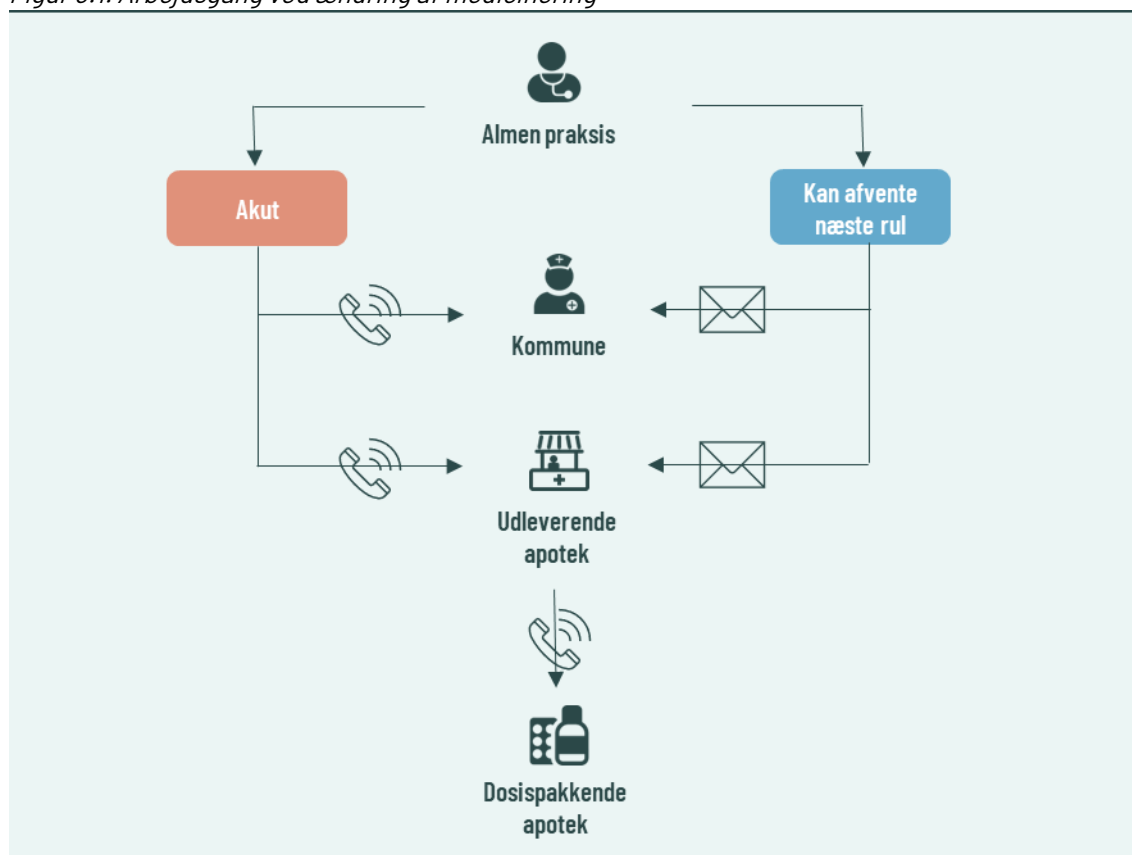 Almen praksis
Akut
Kan afvente
næste rul
Kommune
Udleverende
apotek
Dosispakkende
apotek